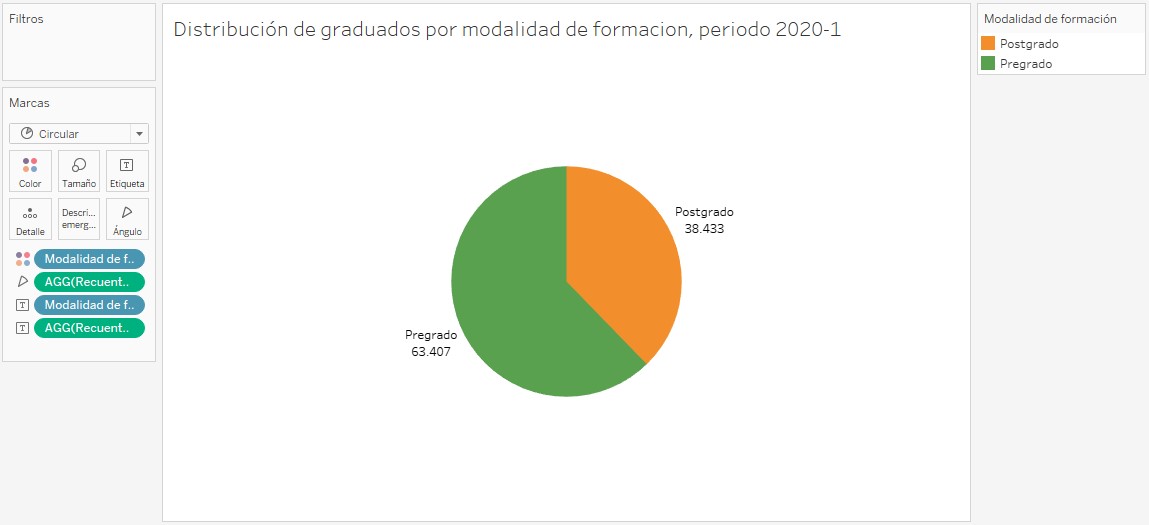 Filtros
Marcas
Circular
Color
Tamaño
Etiqueta
Detalle
Descri...
emerg...
Ángulo
Modalidad de f..
AGG(Recuent..
T
Modalidad de f..
T
AGG(Recuent..
Distribución de graduados por modalidad de formacion, periodo 2020-1
Postgrado
38.433
Pregrado
63.407
Modalidad de formación
Postgrado
Pregrado